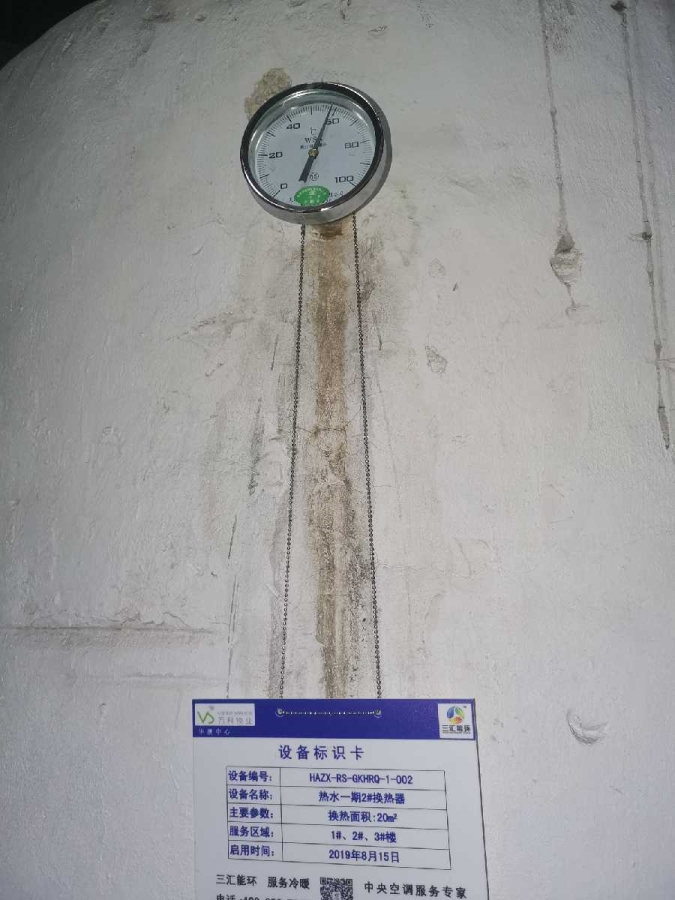 40
60
℃
20
80
0
100
万科物业
华澳中心
三汇能环
设备标识卡
设备编号: HAZX-RS-GKHRQ-1-002
设备名称: 热水一期2#换热器
主要参数: 换热面积:20m²
服务区域: 1#、2#、3#楼
启用时间: 2019年8月15日
三汇能环 服务冷暖 中央空调服务专家